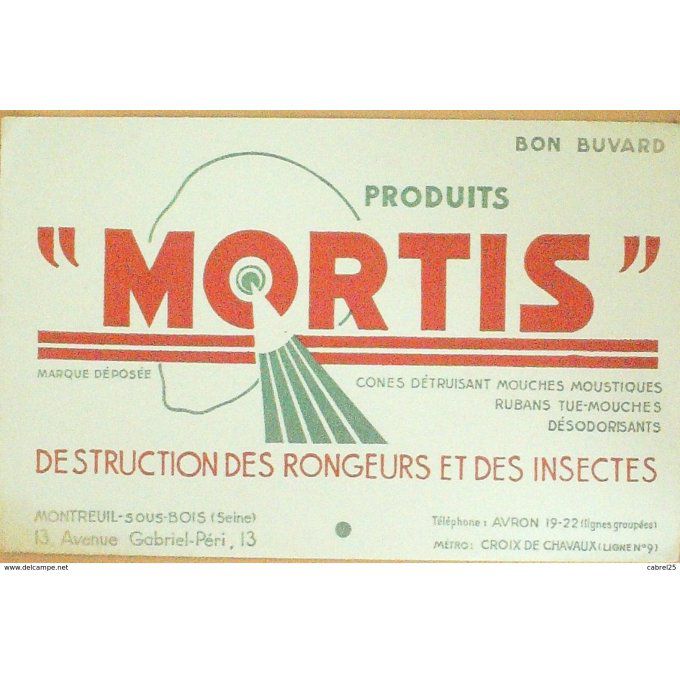 BON BUVARD
PRODUITS
"MORTIS"
MARQUE DÉPOSÉE
CONES DÉTRUISANT MOUCHES MOUSTIQUES
RUBANS TUE-MOUCHES
DÉSODORISANTS
DESTRUCTION DES RONGEURS ET DES INSECTES
MONTREUIL-sous-BOIS (Seine)
13, Avenue Gabriel-Péri, 13
Téléphone : AVRON 19-22 (lignes groupées)
MÉTRO : CROIX DE CHAVAUX (LIGNE N°9)
www.delcampe.net
cabrel25